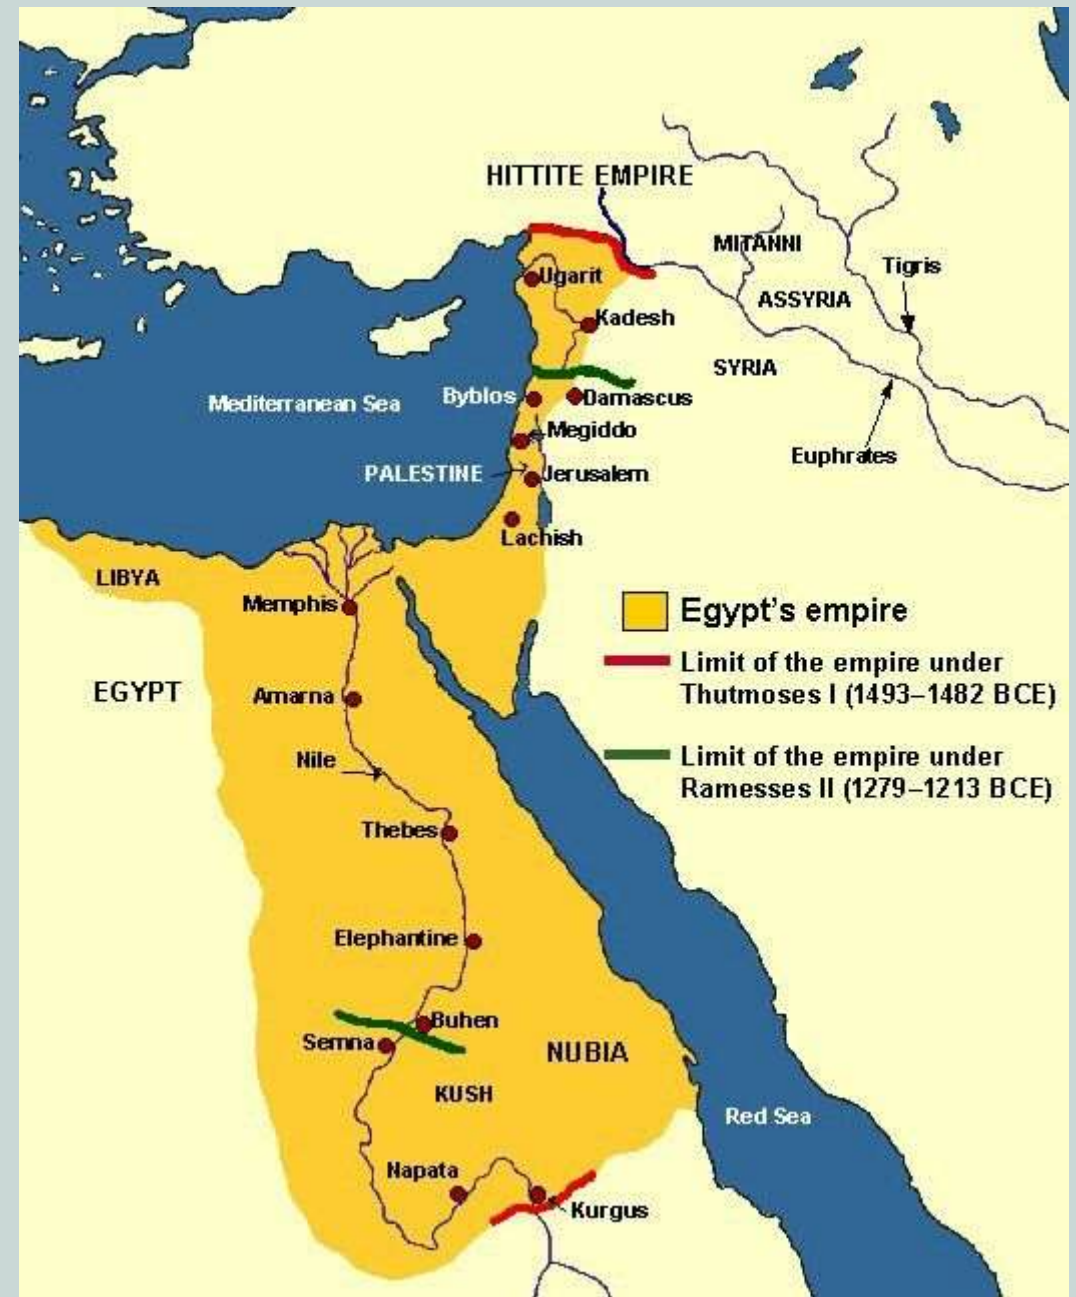 HITTITE EMPIRE
MITANNI
Tigris
Ugarit
ASSYRIA
Kadesh
SYRIA
Byblos
Damascus
Mediterranean Sea
Megiddo
Euphrates
PALESTINE
Jerusalem
Lachish
LIBYA
Memphis
Egypt’s empire
Limit of the empire under
Thutmoses I (1493–1482 BCE)
EGYPT
Amarna
Nile
Limit of the empire under
Ramesses II (1279–1213 BCE)
Thebes
Elephantine
Buhen
Semna
NUBIA
KUSH
Red Sea
Napata
Kurgus